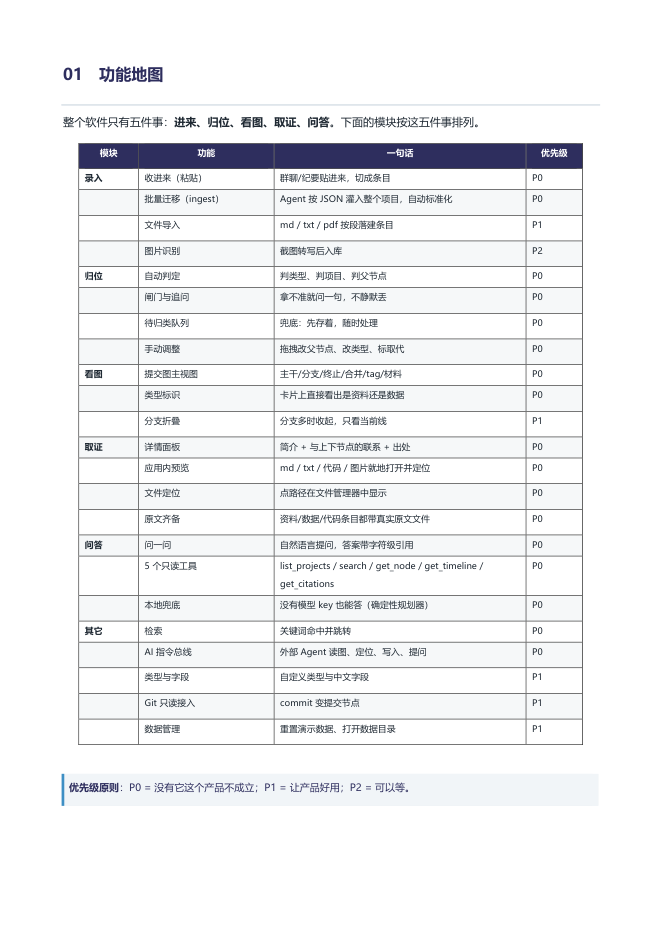 01 功能地图
整个软件只有五件事：进来、归位、看图、取证、问答。下面的模块按这五件事排列。
模块 功能 一句话 优先级
录入 收进来（粘贴） 群聊/纪要贴进来，切成条目 P0
批量迁移（ingest） Agent 按 JSON 灌入整个项目，自动标准化 P0
文件导入 md / txt / pdf 按段落建条目 P1
图片识别 截图转写后入库 P2
归位 自动判定 判类型、判项目、判父节点 P0
闸门与追问 拿不准就问一句，不静默丢 P0
待归类队列 兜底：先存着，随时处理 P0
手动调整 拖拽改父节点、改类型、标取代 P0
看图 提交图主视图 主干/分支/终止/合并/tag/材料 P0
类型标识 卡片上直接看出是资料还是数据 P0
分支折叠 分支多时收起，只看当前线 P1
取证 详情面板 简介 + 与上下节点的联系 + 出处 P0
应用内预览 md / txt / 代码 / 图片就地打开并定位 P0
文件定位 点路径在文件管理器中显示 P0
原文齐备 资料/数据/代码条目都带真实原文文件 P0
问答 问一问 自然语言提问，答案带字符级引用 P0
5 个只读工具 list_projects / search / get_node / get_timeline / P0
get_citations
本地兜底 没有模型 key 也能答（确定性规划器） P0
其它 检索 关键词命中并跳转 P0
AI 指令总线 外部 Agent 读图、定位、写入、提问 P0
类型与字段 自定义类型与中文字段 P1
Git 只读接入 commit 变提交节点 P1
数据管理 重置演示数据、打开数据目录 P1
优先级原则：P0 = 没有它这个产品不成立；P1 = 让产品好用；P2 = 可以等。